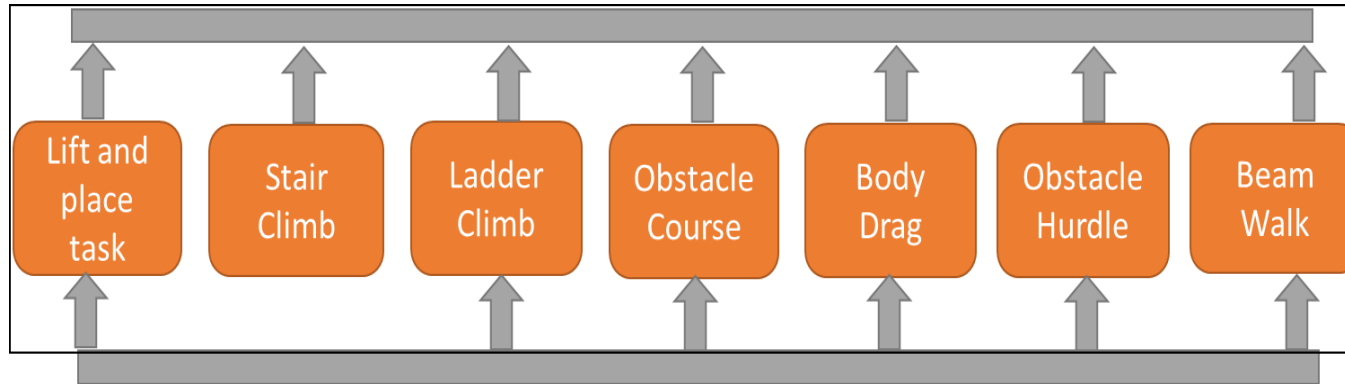 Lift and
place
task
Stair
Climb
Ladder
Climb
Obstacle
Course
Body
Drag
Obstacle
Hurdle
Beam
Walk